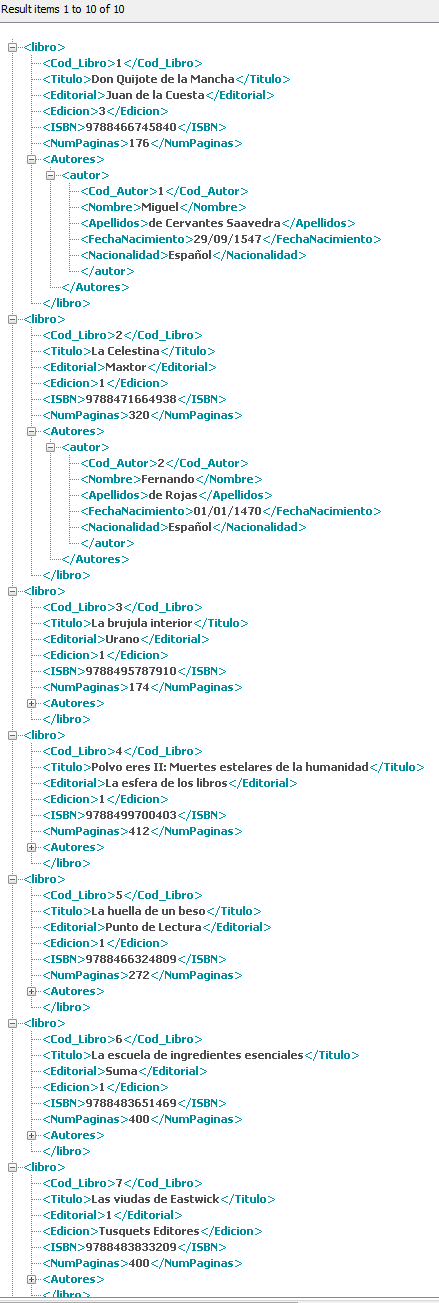 Result items 1 to 10 of 10
<libro>
<Cod_Libro>1</Cod_Libro>
<Titulo>Don Quijote de la Mancha</Titulo>
<Editorial>Juan de la Cuesta</Editorial>
<Edicion>3</Edicion>
<ISBN>9788466745840</ISBN>
<NumPaginas>176</NumPaginas>
<Autores>
<autor>
<Cod_Autor>1</Cod_Autor>
<Nombre>Miguel</Nombre>
<Apellidos>de Cervantes Saavedra</Apellidos>
<FechaNacimiento>29/09/1547</FechaNacimiento>
<Nacionalidad>Español</Nacionalidad>
</autor>
</Autores>
</libro>
<libro>
<Cod_Libro>2</Cod_Libro>
<Titulo>La Celestina</Titulo>
<Editorial>Maxtor</Editorial>
<Edicion>1</Edicion>
<ISBN>9788471664938</ISBN>
<NumPaginas>320</NumPaginas>
<Autores>
<autor>
<Cod_Autor>2</Cod_Autor>
<Nombre>Fernando</Nombre>
<Apellidos>de Rojas</Apellidos>
<FechaNacimiento>01/01/1470</FechaNacimiento>
<Nacionalidad>Español</Nacionalidad>
</autor>
</Autores>
</libro>
<libro>
<Cod_Libro>3</Cod_Libro>
<Titulo>La brujula interior</Titulo>
<Editorial>Urano</Editorial>
<Edicion>1</Edicion>
<ISBN>9788495787910</ISBN>
<NumPaginas>174</NumPaginas>
<Autores>
</libro>
<libro>
<Cod_Libro>4</Cod_Libro>
<Titulo>Polvo eres II: Muertes estelares de la humanidad</Titulo>
<Editorial>La esfera de los libros</Editorial>
<Edicion>1</Edicion>
<ISBN>9788499700403</ISBN>
<NumPaginas>412</NumPaginas>
<Autores>
</libro>
<libro>
<Cod_Libro>5</Cod_Libro>
<Titulo>La huella de un beso</Titulo>
<Editorial>Punto de Lectura</Editorial>
<Edicion>1</Edicion>
<ISBN>9788466324809</ISBN>
<NumPaginas>272</NumPaginas>
<Autores>
</libro>
<libro>
<Cod_Libro>6</Cod_Libro>
<Titulo>La escuela de ingredientes esenciales</Titulo>
<Editorial>Suma</Editorial>
<Edicion>1</Edicion>
<ISBN>9788483651469</ISBN>
<NumPaginas>400</NumPaginas>
<Autores>
</libro>
<libro>
<Cod_Libro>7</Cod_Libro>
<Titulo>Las viudas de Eastwick</Titulo>
<Editorial>1</Editorial>
<Edicion>Tusquets Editores</Edicion>
<ISBN>9788483833209</ISBN>
<NumPaginas>400</NumPaginas>
<Autores>
</libro>